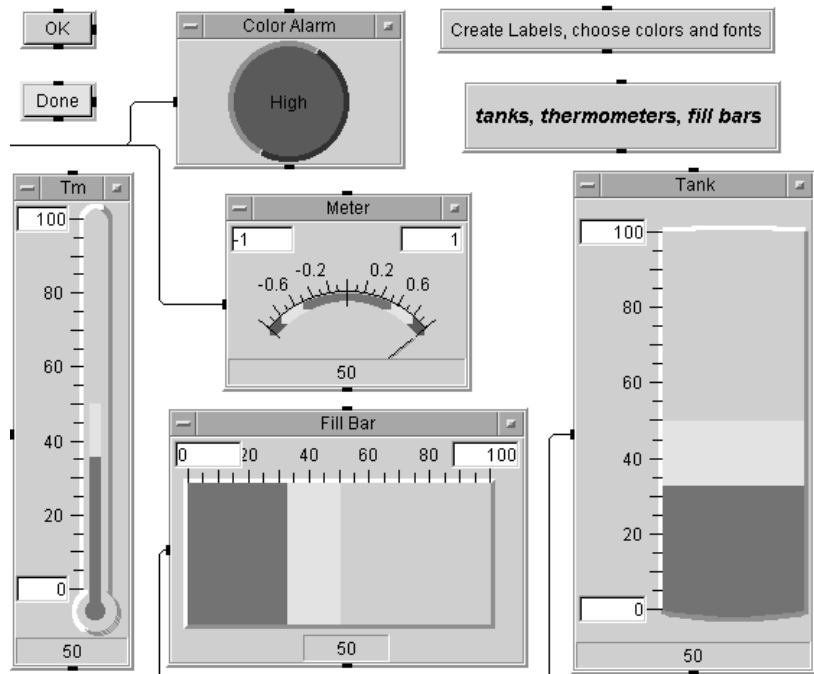 OK
Color Alarm
Create Labels, choose colors and fonts
Done
High
tanks, thermometers, fill bars
Tm
100
80
60
40
20
0
50
Meter
-1
1
-0.6
-0.2
0.2
0.6
50
Fill Bar
0
20
40
60
80
100
50
Tank
100
80
60
40
20
0
50